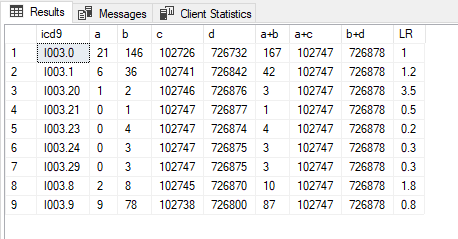 Results Messages Client Statistics
icd9 a b c d a+b a+c b+d LR
1 I003.0 21 146 102726 726732 167 102747 726878 1
2 I003.1 6 36 102741 726842 42 102747 726878 1.2
3 I003.20 1 2 102746 726876 3 102747 726878 3.5
4 I003.21 0 1 102747 726877 1 102747 726878 0.5
5 I003.23 0 4 102747 726874 4 102747 726878 0.2
6 I003.24 0 3 102747 726875 3 102747 726878 0.3
7 I003.29 0 3 102747 726875 3 102747 726878 0.3
8 I003.8 2 8 102745 726870 10 102747 726878 1.8
9 I003.9 9 78 102738 726800 87 102747 726878 0.8